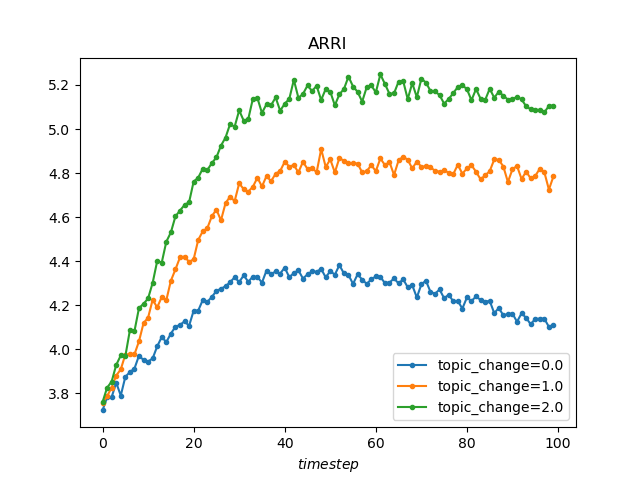 ARRI
5.2
5.0
4.8
4.6
4.4
4.2
4.0
3.8
0 20 40 60 80 100
timestep
topic_change=0.0
topic_change=1.0
topic_change=2.0